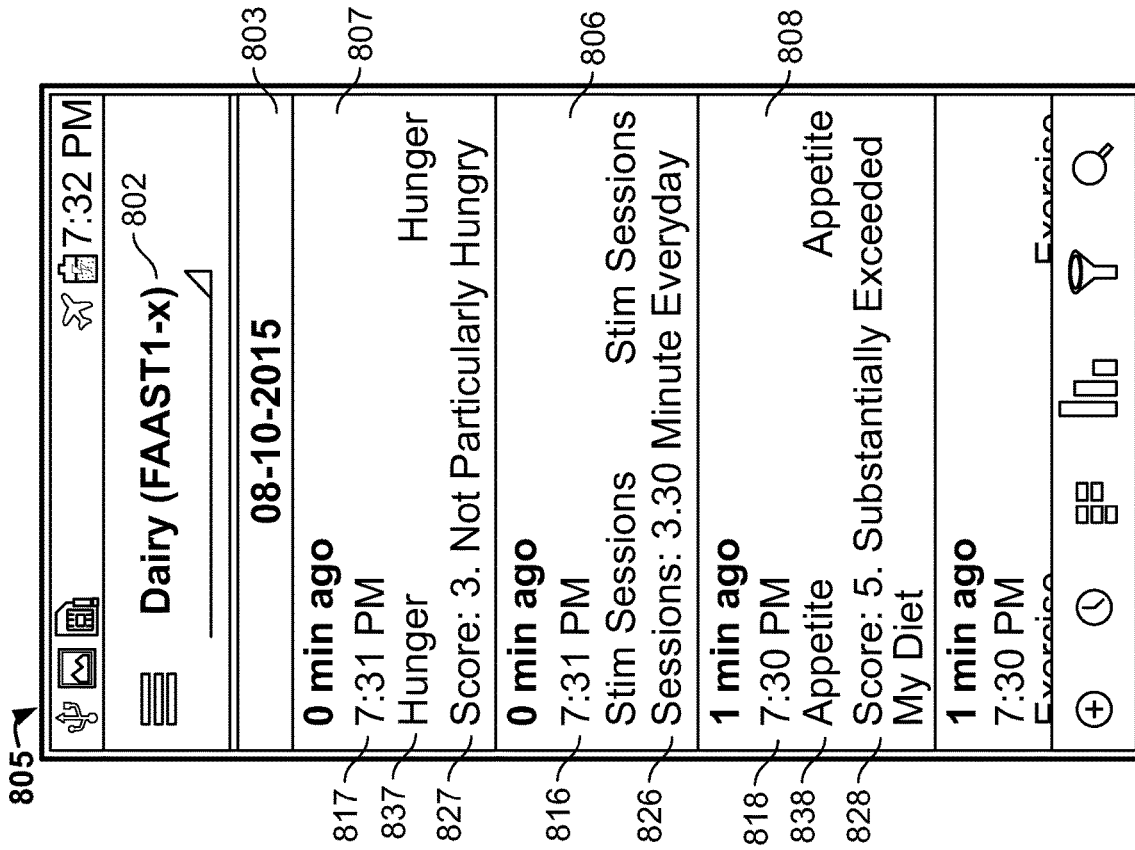 805
7:32 PM
Dairy (FAAST1-x) 802
08-10-2015 803
0 min ago 807
817 7:31 PM
837 Hunger Hunger
827 Score: 3. Not Particularly Hungry
0 min ago 806
816 7:31 PM
Stim Sessions Stim Sessions
826 Sessions: 3.30 Minute Everyday
1 min ago 808
818 7:30 PM
838 Appetite Appetite
828 Score: 5. Substantially Exceeded
My Diet
1 min ago
7:30 PM
Exercise Exercise